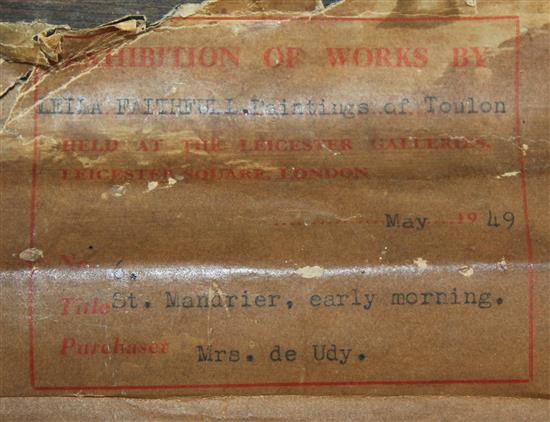 EXHIBITION OF WORKS BY
LEILA FAITHFULL.Paintings of Toulon
HELD AT THE LEICESTER GALLERIES,
LEICESTER SQUARE, LONDON
May 1949
No. 6.
Title St. Mandrier, early morning.
Purchaser Mrs. de Udy.